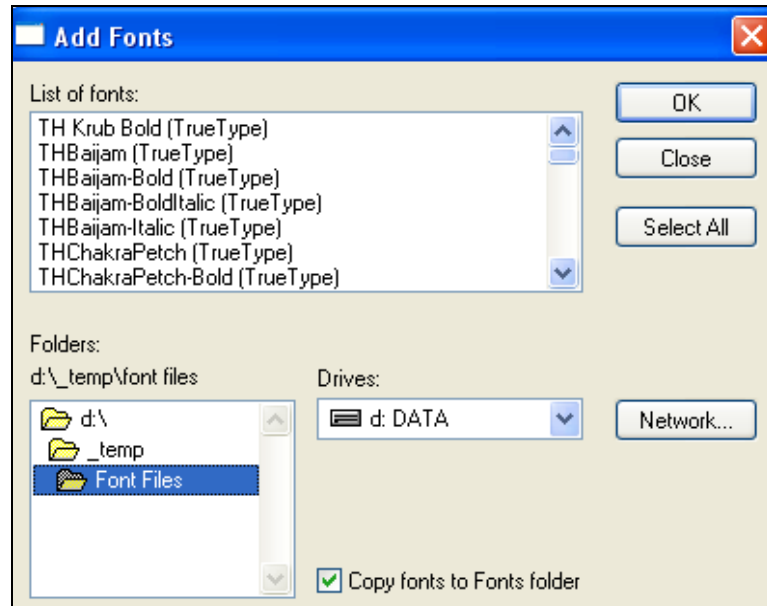 Add Fonts
List of fonts:
TH Krub Bold (TrueType)
THBaijam (TrueType)
THBaijam-Bold (TrueType)
THBaijam-BoldItalic (TrueType)
THBaijam-Italic (TrueType)
THChakraPetch (TrueType)
THChakraPetch-Bold (TrueType)
OK
Close
Select All
Folders:
d:\_temp\font files
d:\
_temp
Font Files
Drives:
d: DATA
Network...
Copy fonts to Fonts folder